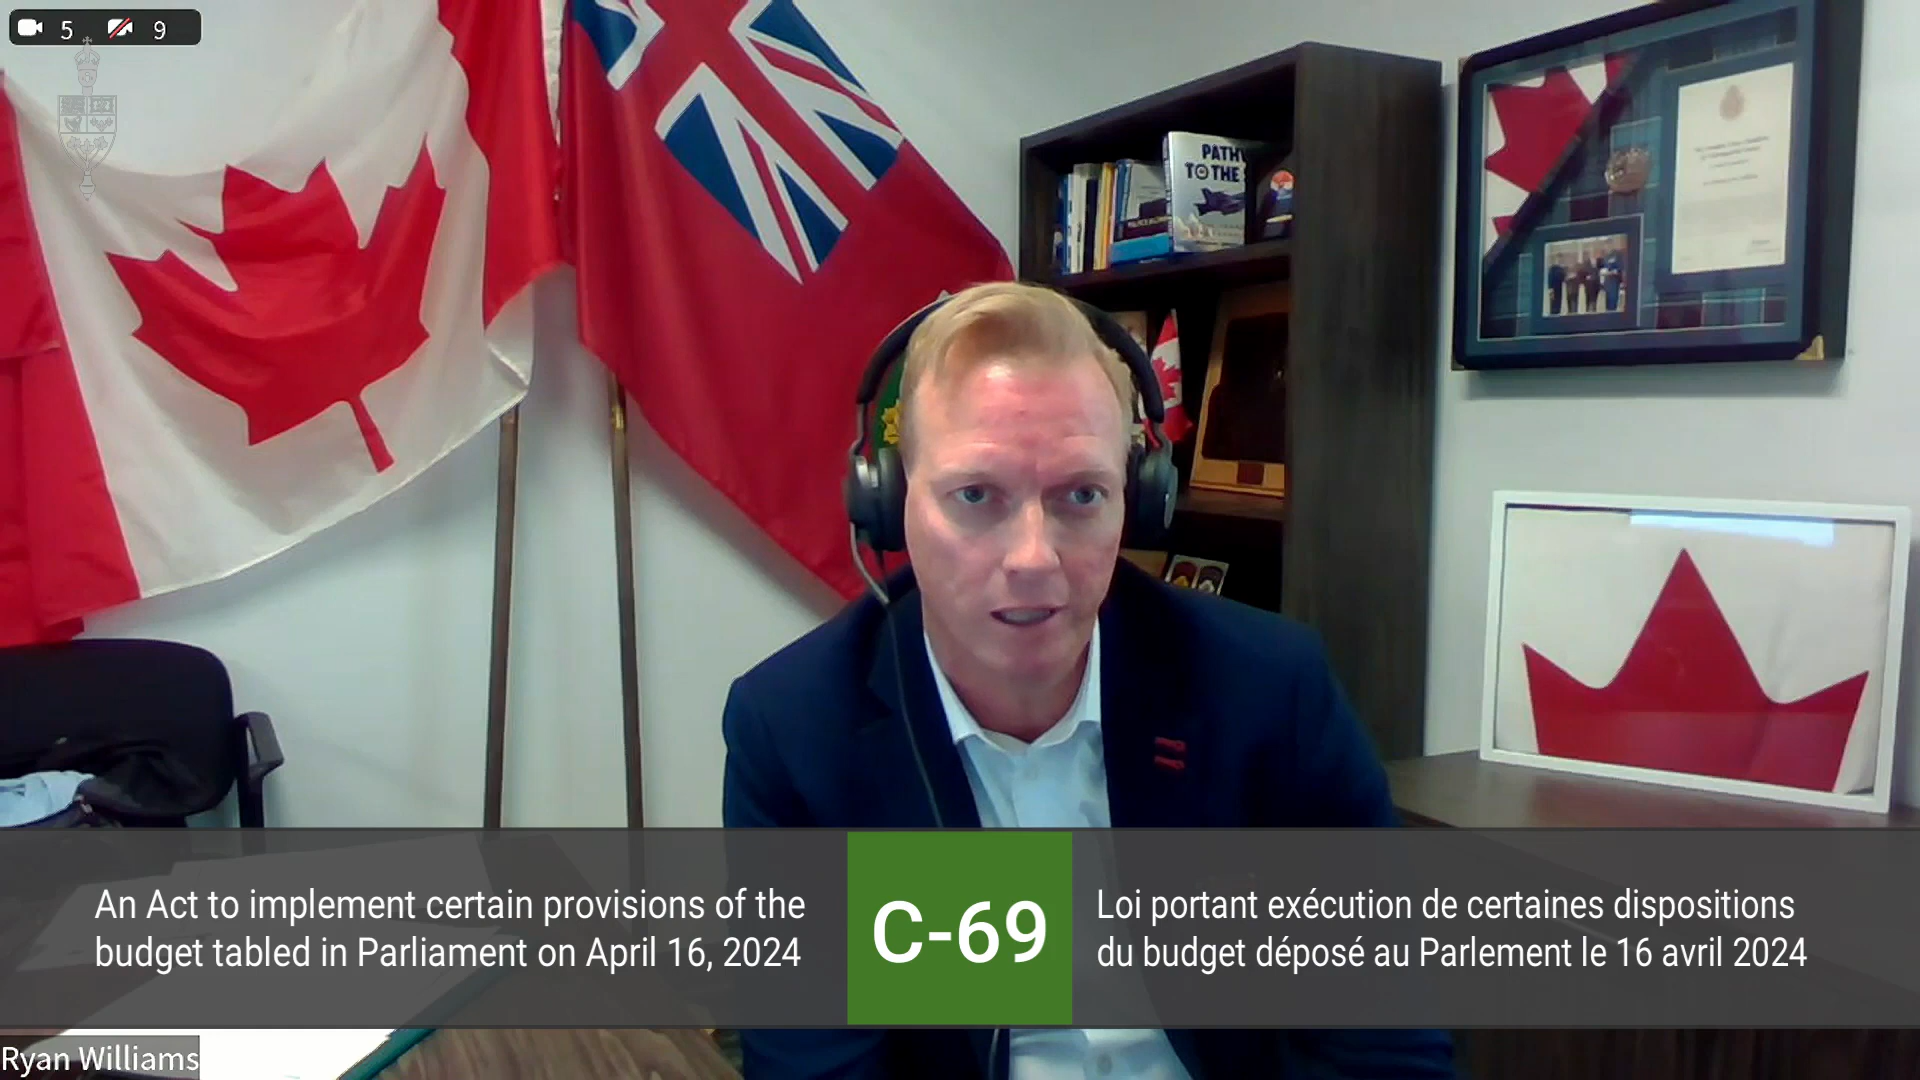 5 9
PATH
TO THE S
An Act to implement certain provisions of the
budget tabled in Parliament on April 16, 2024
C-69
Loi portant exécution de certaines dispositions
du budget déposé au Parlement le 16 avril 2024
Ryan Williams